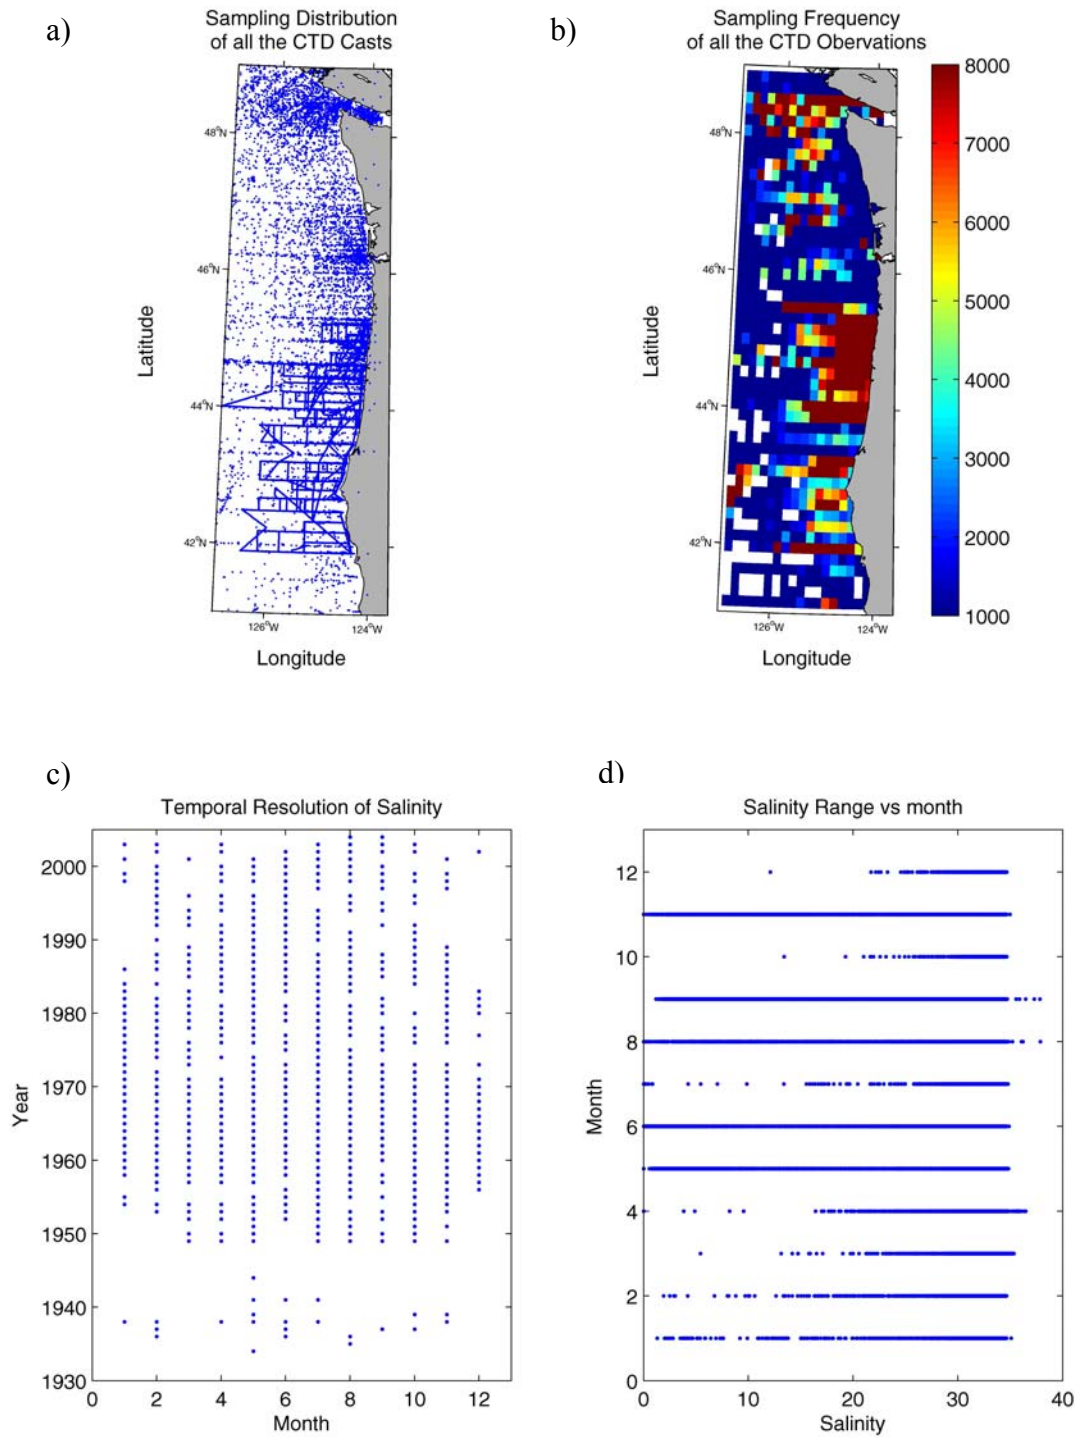 a)
Sampling Distribution
of all the CTD Casts
48°N
46°N
44°N
42°N
126°W
124°W
Latitude
Longitude
b)
Sampling Frequency
of all the CTD Obervations
48°N
46°N
44°N
42°N
126°W
124°W
Latitude
Longitude
8000
7000
6000
5000
4000
3000
2000
1000
c)
Temporal Resolution of Salinity
2000
1990
1980
1970
1960
1950
1940
1930
0 2 4 6 8 10 12
Year
Month
d)
Salinity Range vs month
12
10
8
6
4
2
0
0 10 20 30 40
Month
Salinity